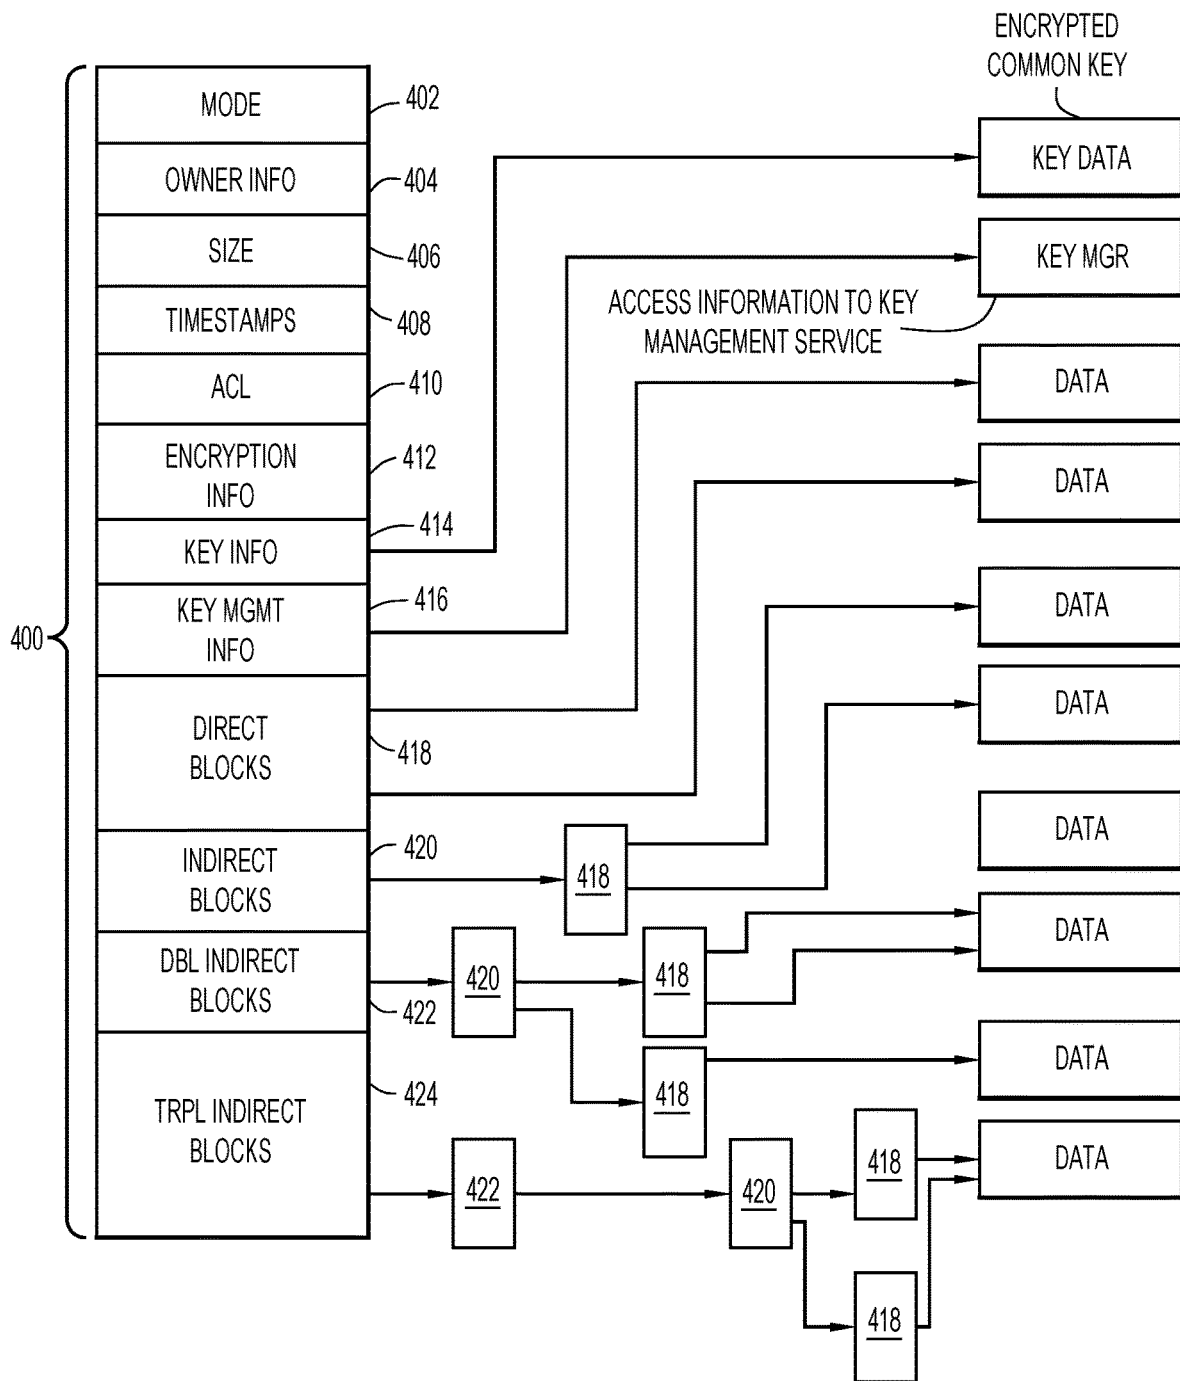 ENCRYPTED
COMMON KEY
MODE
402
KEY DATA
OWNER INFO
404
SIZE
406
KEY MGR
TIMESTAMPS
408
ACCESS INFORMATION TO KEY
MANAGEMENT SERVICE
ACL
410
DATA
ENCRYPTION
INFO
412
DATA
KEY INFO
414
KEY MGMT
INFO
416
DATA
400
DIRECT
BLOCKS
418
DATA
INDIRECT
BLOCKS
420
418
DATA
DBL INDIRECT
BLOCKS
422
420
418
DATA
418
DATA
TRPL INDIRECT
BLOCKS
424
422
420
418
DATA
418